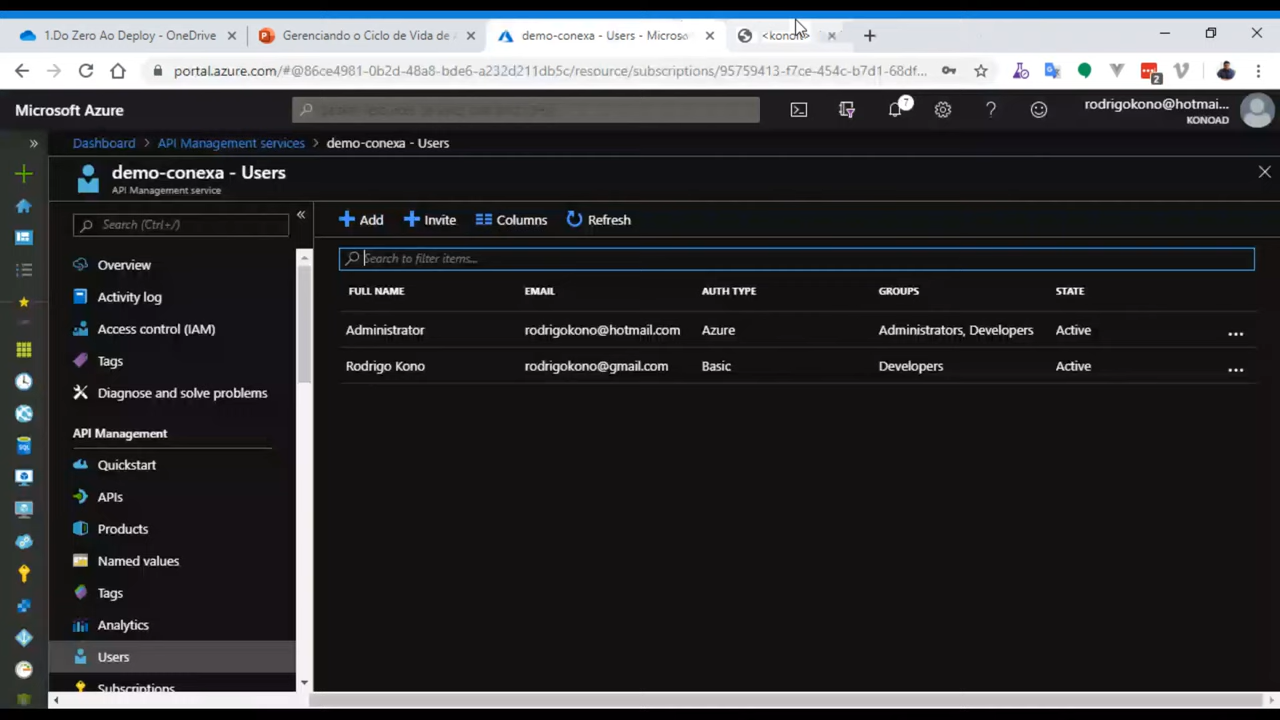 1.Do Zero Ao Deploy - OneDrive
Gerenciando o Ciclo de Vida de
demo-conexa - Users - Microso
portal.azure.com/#@86ce4981-0b2d-48a8-bde6-a232d211db5c/resource/subscriptions/95759413-f7ce-454c-b7d1-68df...
2
Microsoft Azure
7
rodrigokono@hotmai...
KONOAD
Dashboard > API Management services > demo-conexa - Users
demo-conexa - Users
API Management service
Search (Ctrl+/)
Add
Invite
Columns
Refresh
Search to filter items...
Overview
Activity log
Access control (IAM)
Tags
Diagnose and solve problems
API Management
Quickstart
APIs
Products
Named values
Tags
Analytics
Users
Subscriptions
FULL NAME EMAIL AUTH TYPE GROUPS STATE
Administrator rodrigokono@hotmail.com Azure Administrators, Developers Active ...
Rodrigo Kono rodrigokono@gmail.com Basic Developers Active ...